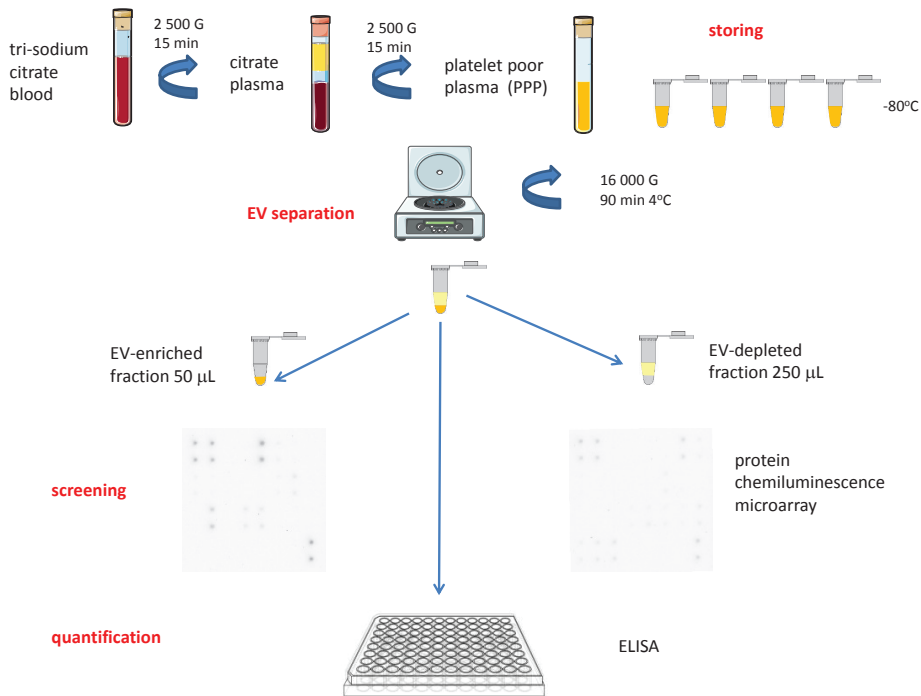 tri-sodium
citrate
blood
2 500 G
15 min
citrate
plasma
2 500 G
15 min
platelet poor
plasma (PPP)
storing
-80°C
EV separation
16 000 G
90 min 4°C
EV-enriched
fraction 50 µL
EV-depleted
fraction 250 µL
screening
protein
chemiluminescence
microarray
quantification
ELISA